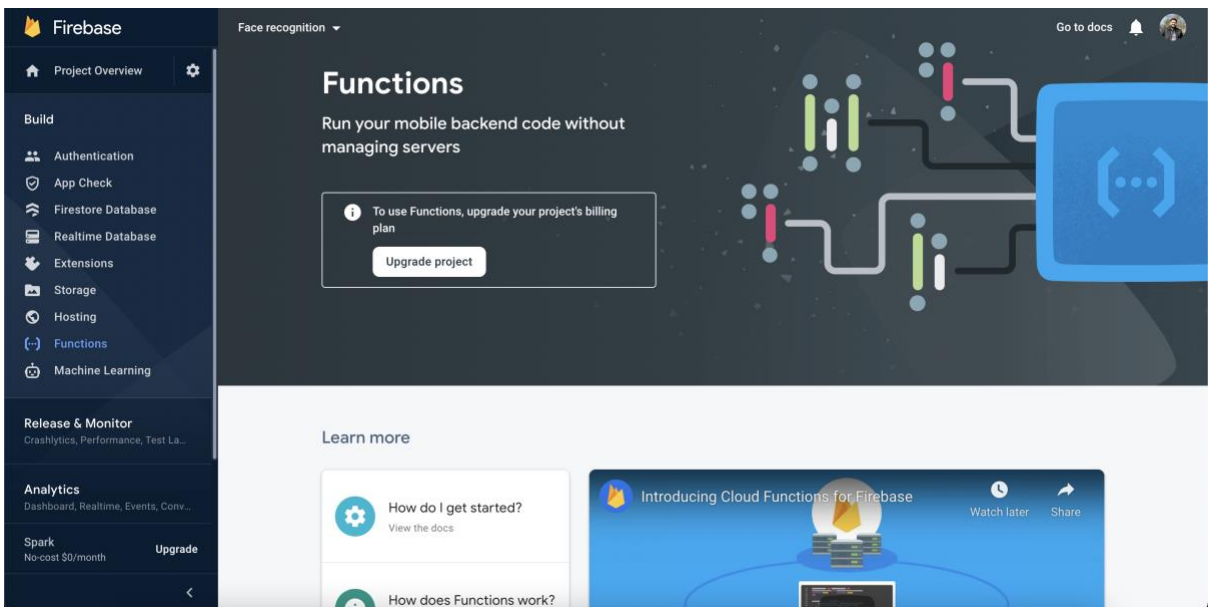 Firebase
Project Overview
Build
Authentication
App Check
Firestore Database
Realtime Database
Extensions
Storage
Hosting
Functions
Machine Learning
Release & Monitor
Crashlytics, Performance, Test La...
Analytics
Dashboard, Realtime, Events, Conv...
Spark
No-cost $0/month
Upgrade
Face recognition
Go to docs
Functions
Run your mobile backend code without
managing servers
To use Functions, upgrade your project's billing
plan
Upgrade project
Learn more
How do I get started?
View the docs
How does Functions work?
Introducing Cloud Functions for Firebase
Watch later
Share